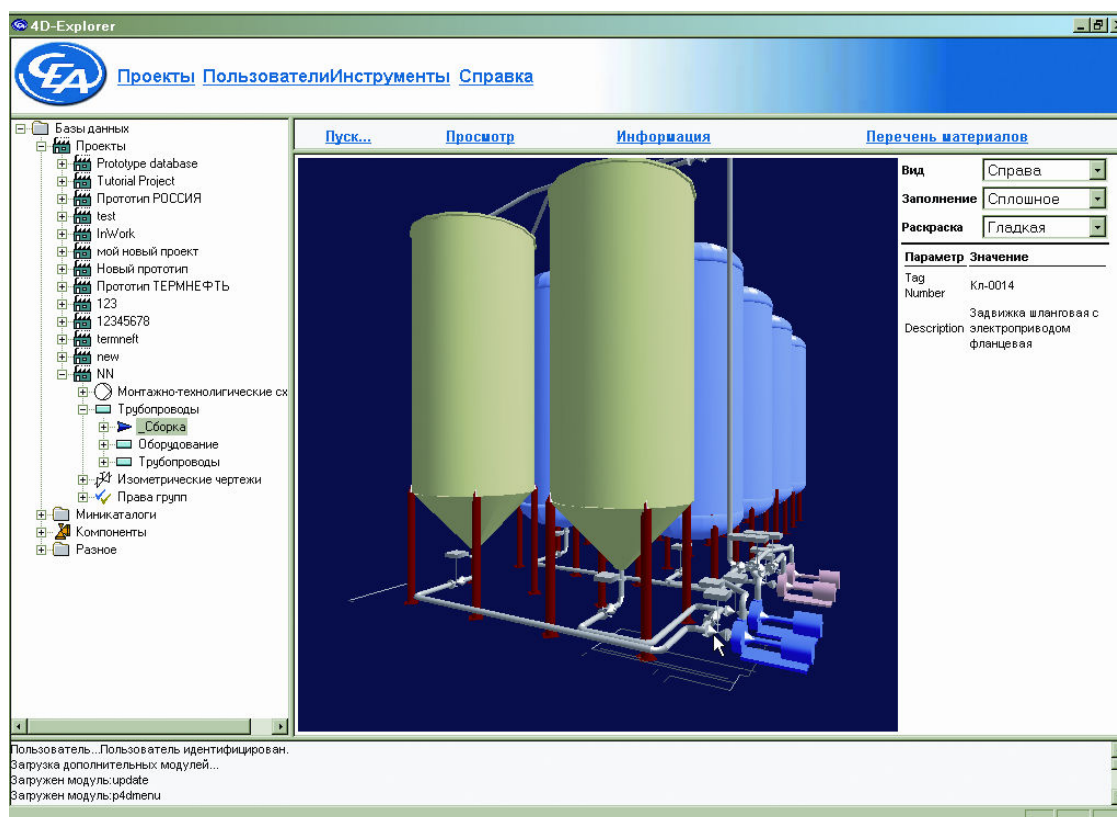 4D-Explorer
CEA
Проекты ПользователиИнструменты Справка
Базы данных
Проекты
Prototype database
Tutorial Project
Прототип РОССИЯ
test
InWork
мой новый проект
Новый прототип
Прототип ТЕРМНЕФТЬ
123
12345678
termneft
new
NN
Монтажно-технолигические сх
Трубопроводы
_Сборка
Оборудование
Трубопроводы
Изометрические чертежи
Права групп
Миникаталоги
Компоненты
Разное
Пуск... Просмотр Информация Перечень материалов
Вид Справа
Заполнение Сплошное
Раскраска Гладкая
Параметр Значение
Tag Number Кл-0014
Description Задвижка шланговая с
электроприводом
фланцевая
Пользователь...Пользователь идентифицирован.
Загрузка дополнительных модулей...
Загружен модуль:update
Загружен модуль:p4dmenu